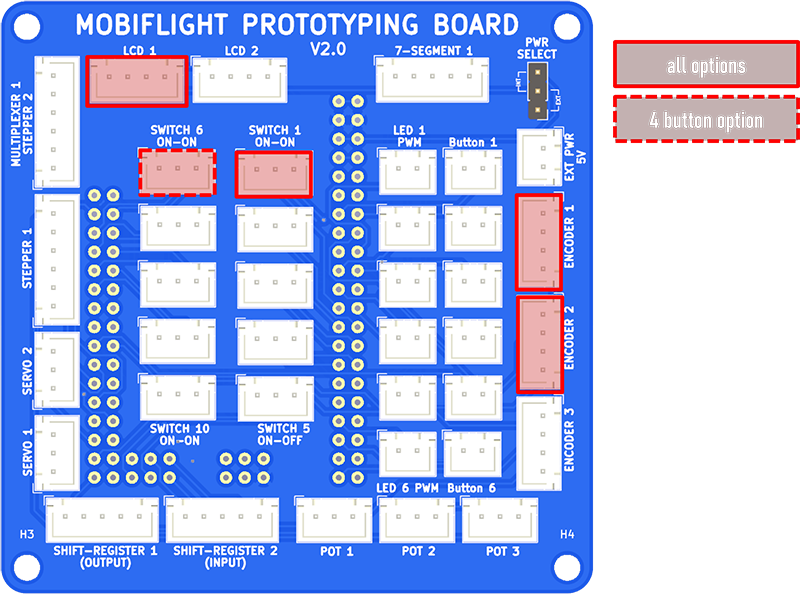 MOBIFLIGHT PROTOTYPING BOARD
V2.0
LCD 1
LCD 2
7-SEGMENT 1
PWR
SELECT
INT
EXT
all options
4 button option
MULTIPLEXER 1
STEPPER 2
SWITCH 6
ON-ON
SWITCH 1
ON-ON
LED 1
PWM
Button 1
EXT PWR
5V
STEPPER 1
ENCODER 1
SERVO 2
ENCODER 2
SERVO 1
SWITCH 10
ON-ON
SWITCH 5
ON-OFF
ENCODER 3
LED 6 PWM
Button 6
H3
H4
SHIFT-REGISTER 1
(OUTPUT)
SHIFT-REGISTER 2
(INPUT)
POT 1
POT 2
POT 3